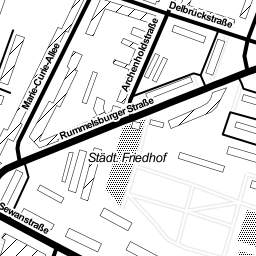 Delbrückstraße
Marie-Curie-Allee
Archenholdstraße
Rummelsburger Straße
Städt. Friedhof
Sewanstraße